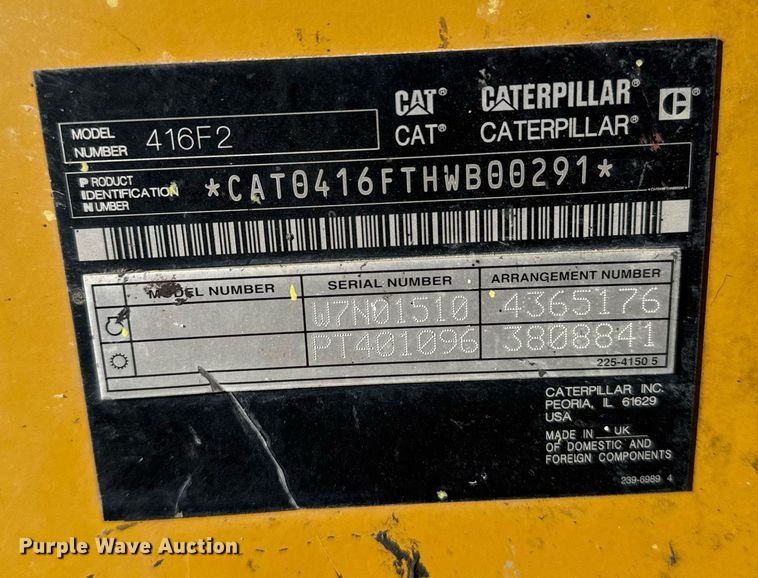 CAT® CATERPILLAR® ®
CAT® CATERPILLAR®
MODEL NUMBER 416F2
PRODUCT IDENTIFICATION NUMBER *CAT0416FTHWB00291*
MODEL NUMBER SERIAL NUMBER ARRANGEMENT NUMBER
W7N01510 4365176
PT401096 3808841
225-4150 5
CATERPILLAR INC.
PEORIA, IL 61629
USA
MADE IN UK
OF DOMESTIC AND
FOREIGN COMPONENTS
239-6989 4
Purple Wave Auction